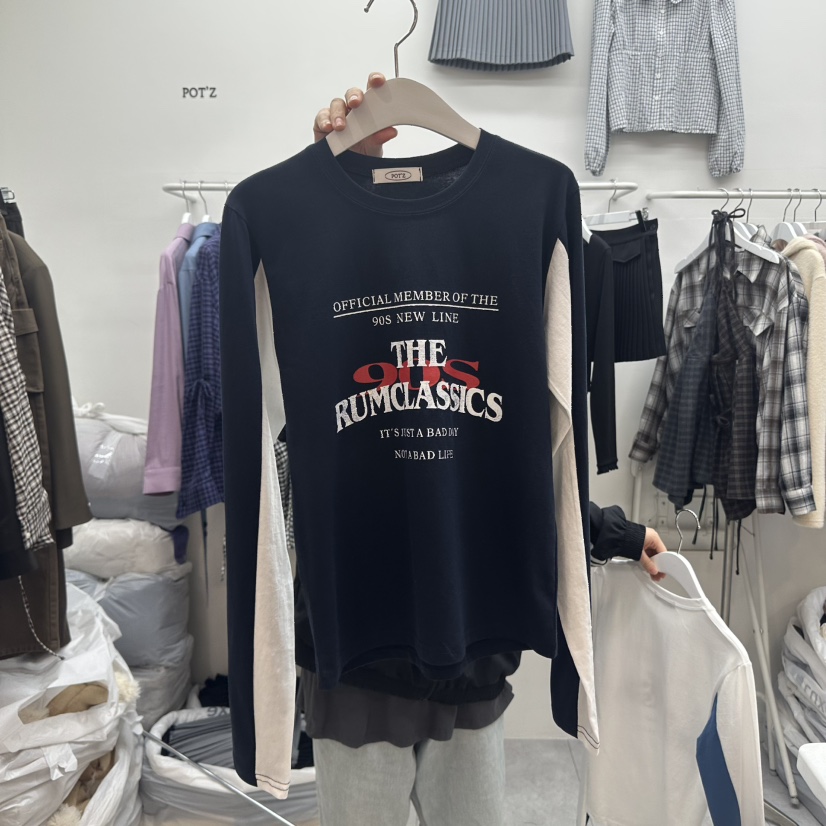 POT'Z
POT'Z
OFFICIAL MEMBER OF THE
90S NEW LINE
THE
90S
RUMCLASSICS
IT'S JUST A BAD DAY
NOT A BAD LIFE